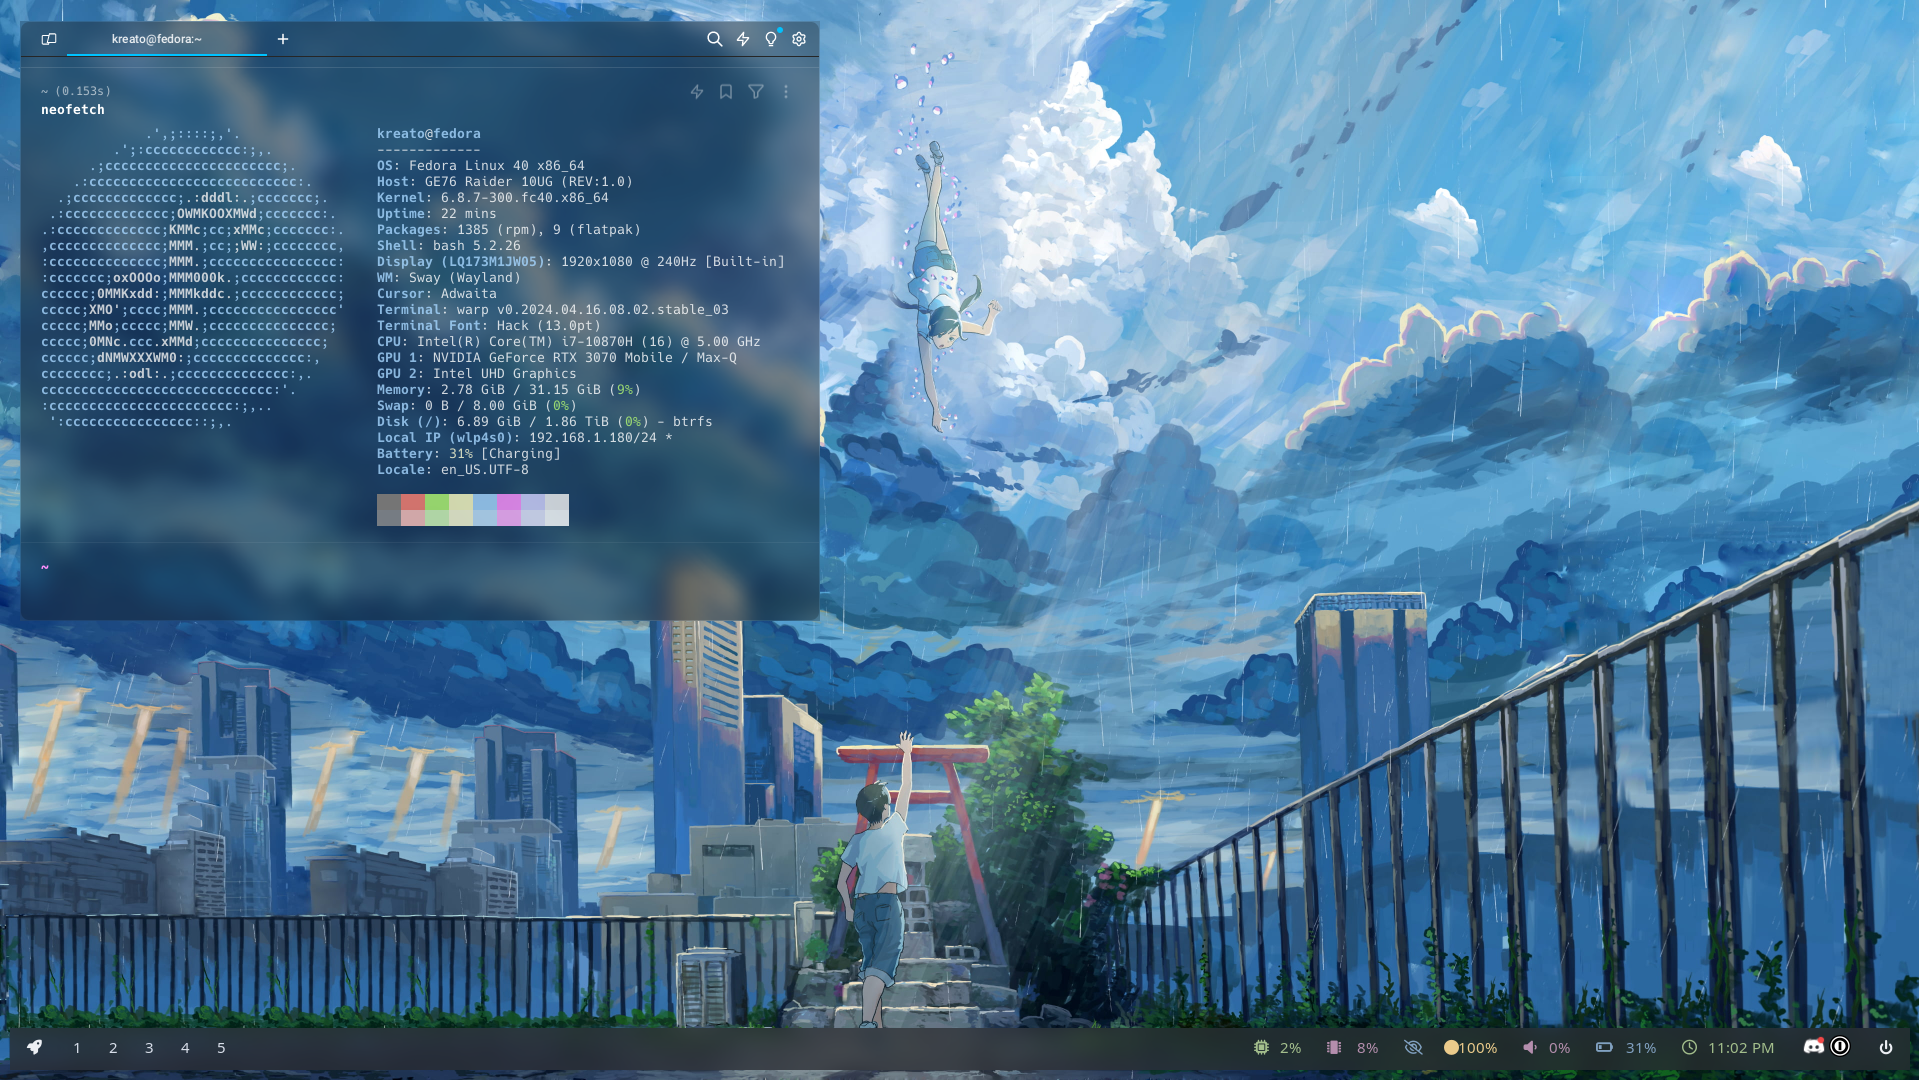 kreato@fedora:~
~ (0.153s)
neofetch
.',;::::;,'.
.';:cccccccccccc:;,.
.;cccccccccccccccccccccc;.
.:cccccccccccccccccccccccccc:.
.;ccccccccccccc;.:dddl:.;ccccccc;.
.:ccccccccccccc;OWMKOOXMWd;ccccccc:.
.:ccccccccccccc;KMMc;cc;xMMc;ccccccc:.
,cccccccccccccc;MMM.;cc;;WW:;cccccccc,
:cccccccccccccc;MMM.;cccccccccccccccc:
:ccccccc;oxOOOo;MMM000k.;cccccccccccc:
cccccc;0MMKxdd:;MMMkddc.;cccccccccccc;
ccccc;XMO';cccc;MMM.;cccccccccccccccc'
ccccc;MMo;ccccc;MMW.;ccccccccccccccc;
ccccc;0MNc.ccc.xMMd;ccccccccccccccc;
cccccc;dNMWXXXWM0:;cccccccccccccc:,
cccccccc;.:odl:.;cccccccccccccc:,.
ccccccccccccccccccccccccccccc:'.
:ccccccccccccccccccccccc:;,..
':cccccccccccccccc::;,.
kreato@fedora
-------------
OS: Fedora Linux 40 x86_64
Host: GE76 Raider 10UG (REV:1.0)
Kernel: 6.8.7-300.fc40.x86_64
Uptime: 22 mins
Packages: 1385 (rpm), 9 (flatpak)
Shell: bash 5.2.26
Display (LQ173M1JW05): 1920x1080 @ 240Hz [Built-in]
WM: Sway (Wayland)
Cursor: Adwaita
Terminal: warp v0.2024.04.16.08.02.stable_03
Terminal Font: Hack (13.0pt)
CPU: Intel(R) Core(TM) i7-10870H (16) @ 5.00 GHz
GPU 1: NVIDIA GeForce RTX 3070 Mobile / Max-Q
GPU 2: Intel UHD Graphics
Memory: 2.78 GiB / 31.15 GiB (9%)
Swap: 0 B / 8.00 GiB (0%)
Disk (/): 6.89 GiB / 1.86 TiB (0%) - btrfs
Local IP (wlp4s0): 192.168.1.180/24 *
Battery: 31% [Charging]
Locale: en_US.UTF-8
~
1 2 3 4 5
2% 8% 100% 0% 31% 11:02 PM